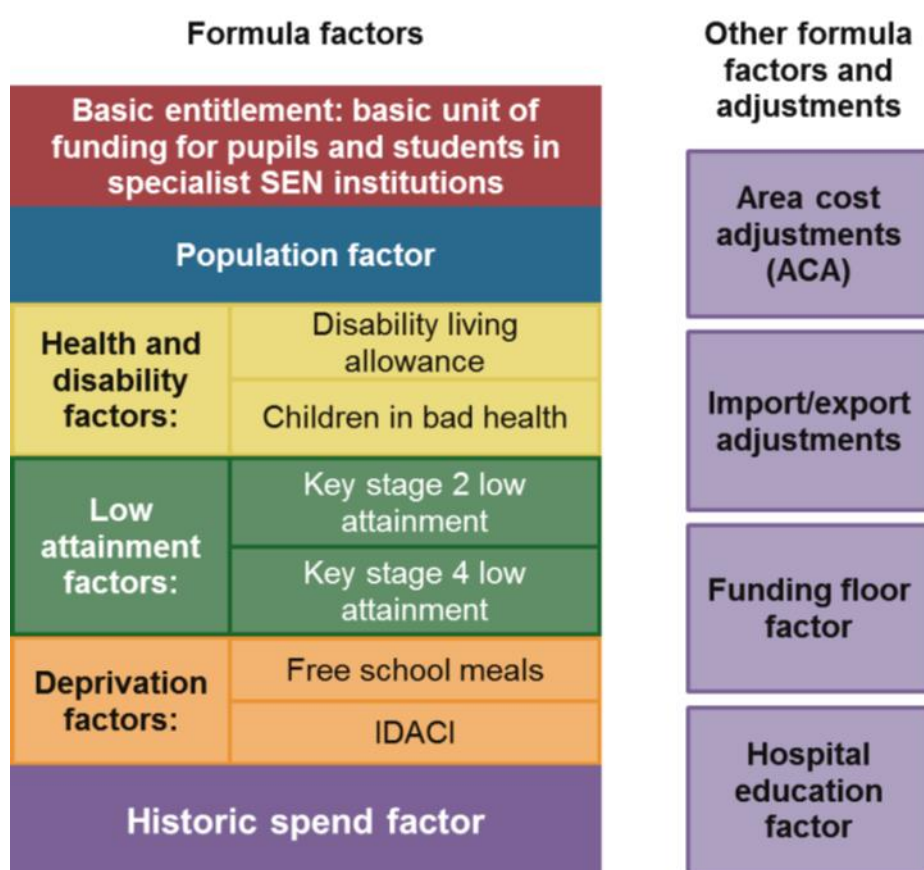 Formula factors
Basic entitlement: basic unit of
funding for pupils and students in
specialist SEN institutions
Population factor
Health and
disability
factors:
Disability living
allowance
Children in bad health
Low
attainment
factors:
Key stage 2 low
attainment
Key stage 4 low
attainment
Deprivation
factors:
Free school meals
IDACI
Historic spend factor
Other formula
factors and
adjustments
Area cost
adjustments
(ACA)
Import/export
adjustments
Funding floor
factor
Hospital
education
factor